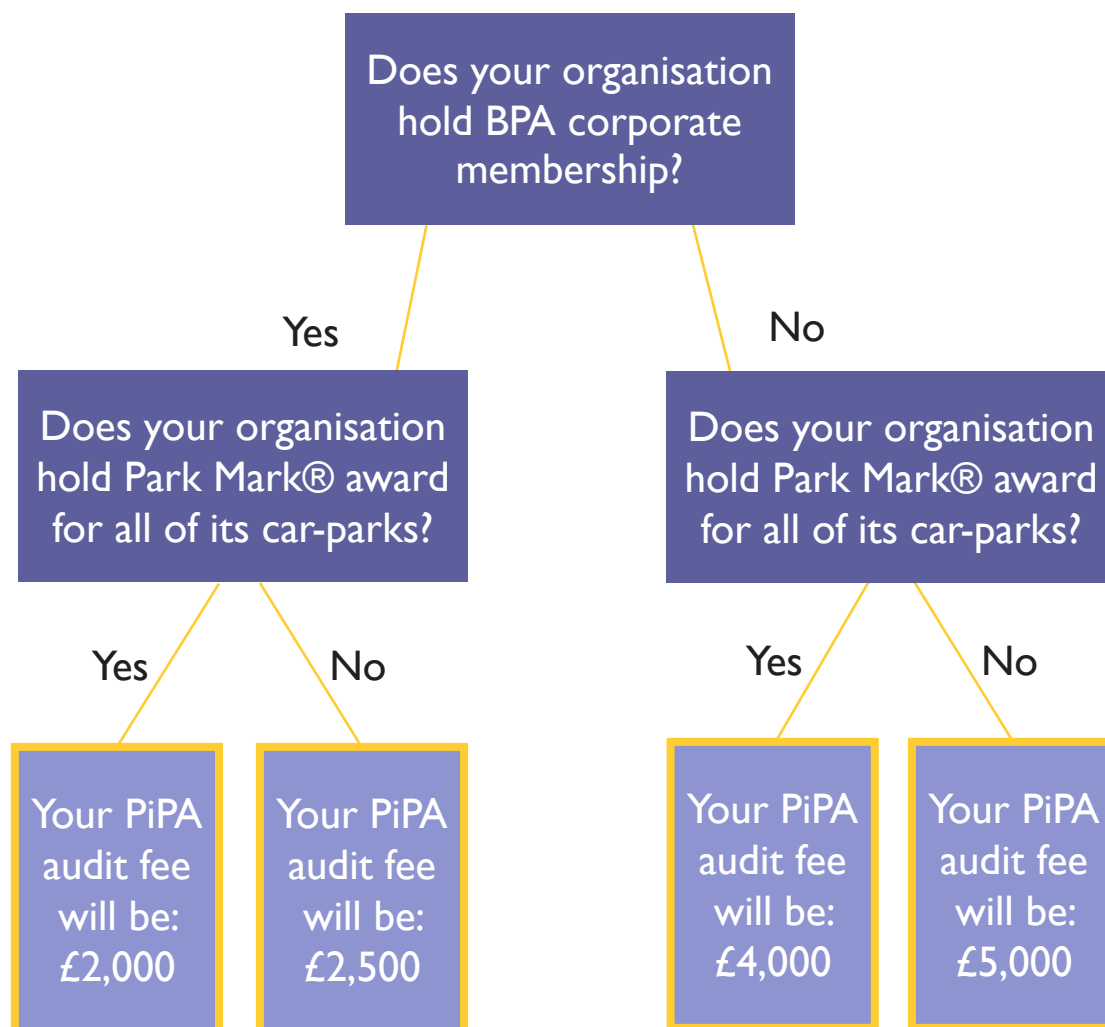 Does your organisation
hold BPA corporate
membership?
Yes
No
Does your organisation
hold Park Mark® award
for all of its car-parks?
Does your organisation
hold Park Mark® award
for all of its car-parks?
Yes
No
Yes
No
Your PiPA
audit fee
will be:
£2,000
Your PiPA
audit fee
will be:
£2,500
Your PiPA
audit fee
will be:
£4,000
Your PiPA
audit fee
will be:
£5,000